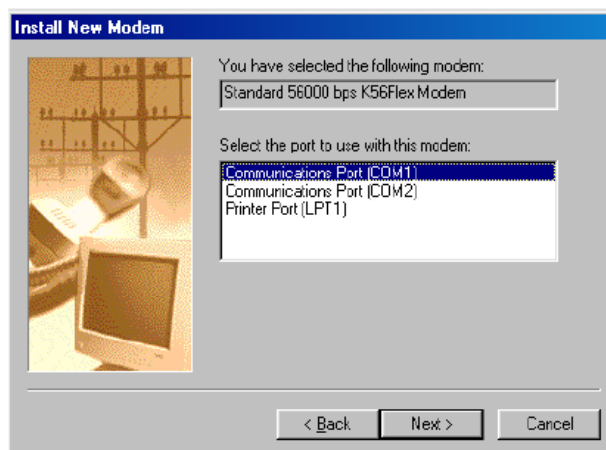 Install New Modem
You have selected the following modem:
Standard 56000 bps K56Flex Modem
Select the port to use with this modem:
Communications Port (COM1)
Communications Port (COM2)
Printer Port (LPT1)
< Back Next > Cancel